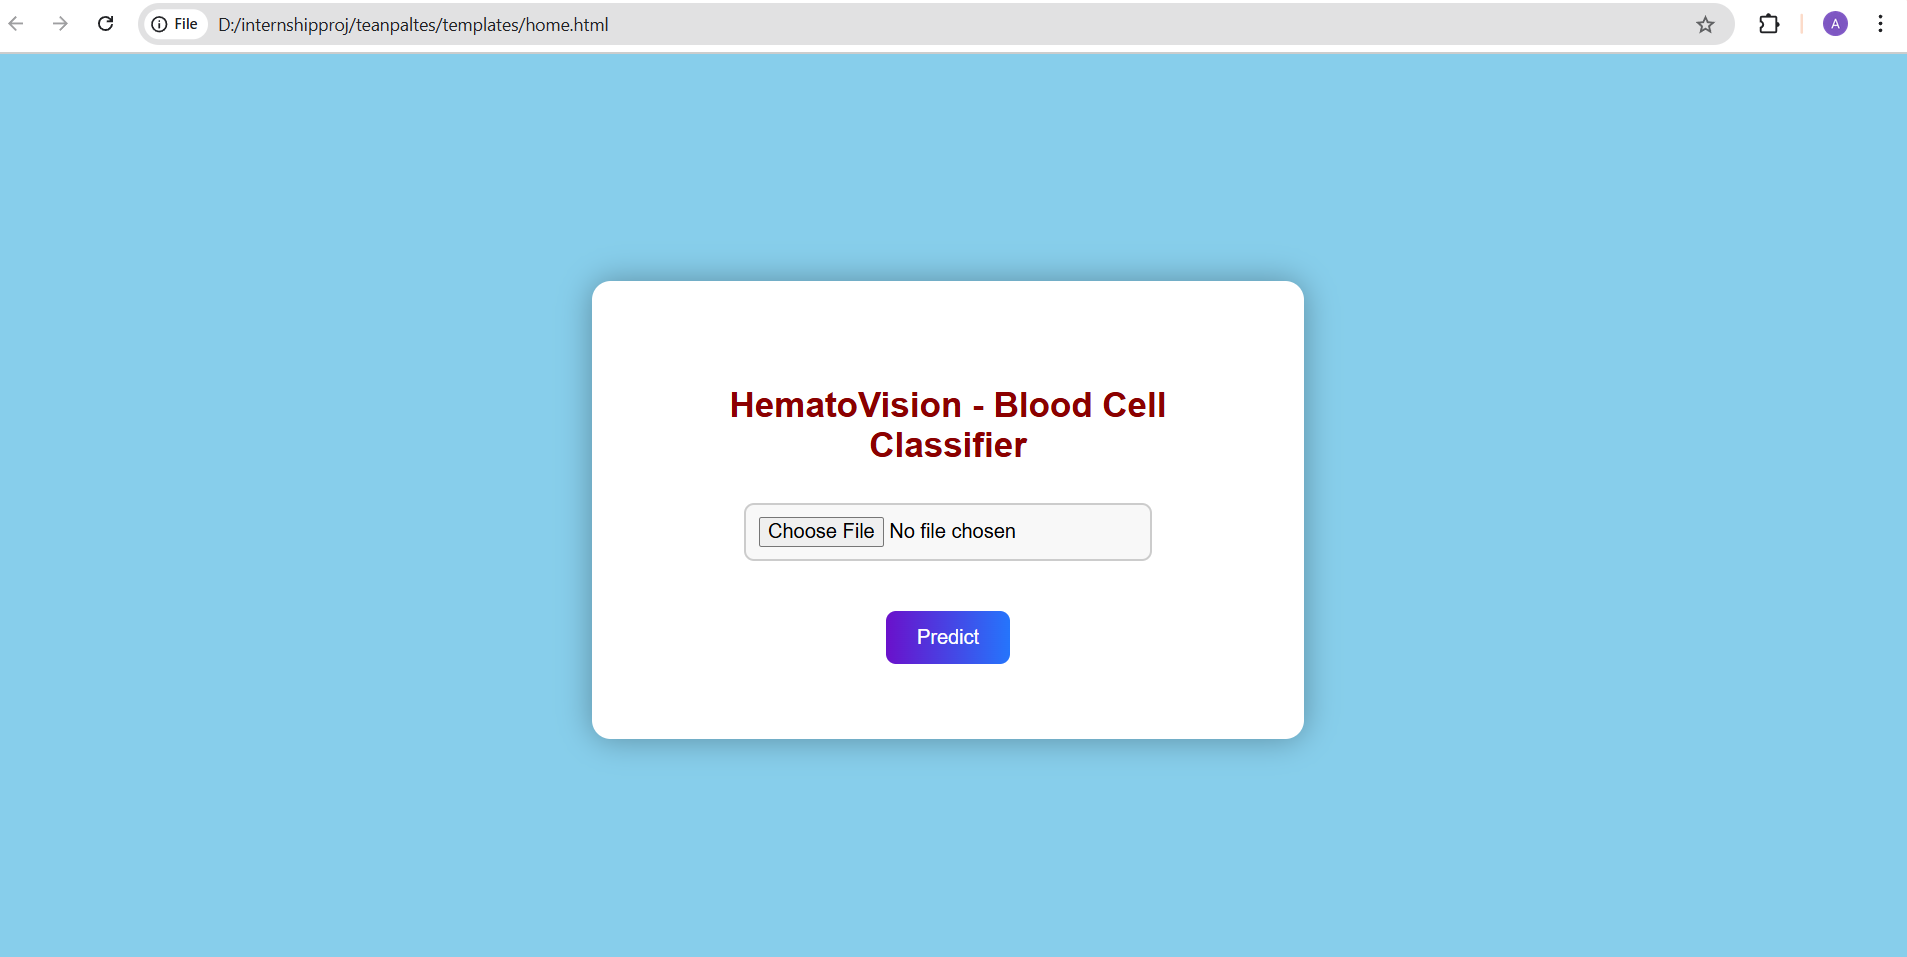 File D:/internshipproj/teanpaltes/templates/home.html A
HematoVision - Blood Cell
Classifier
Choose File No file chosen
Predict